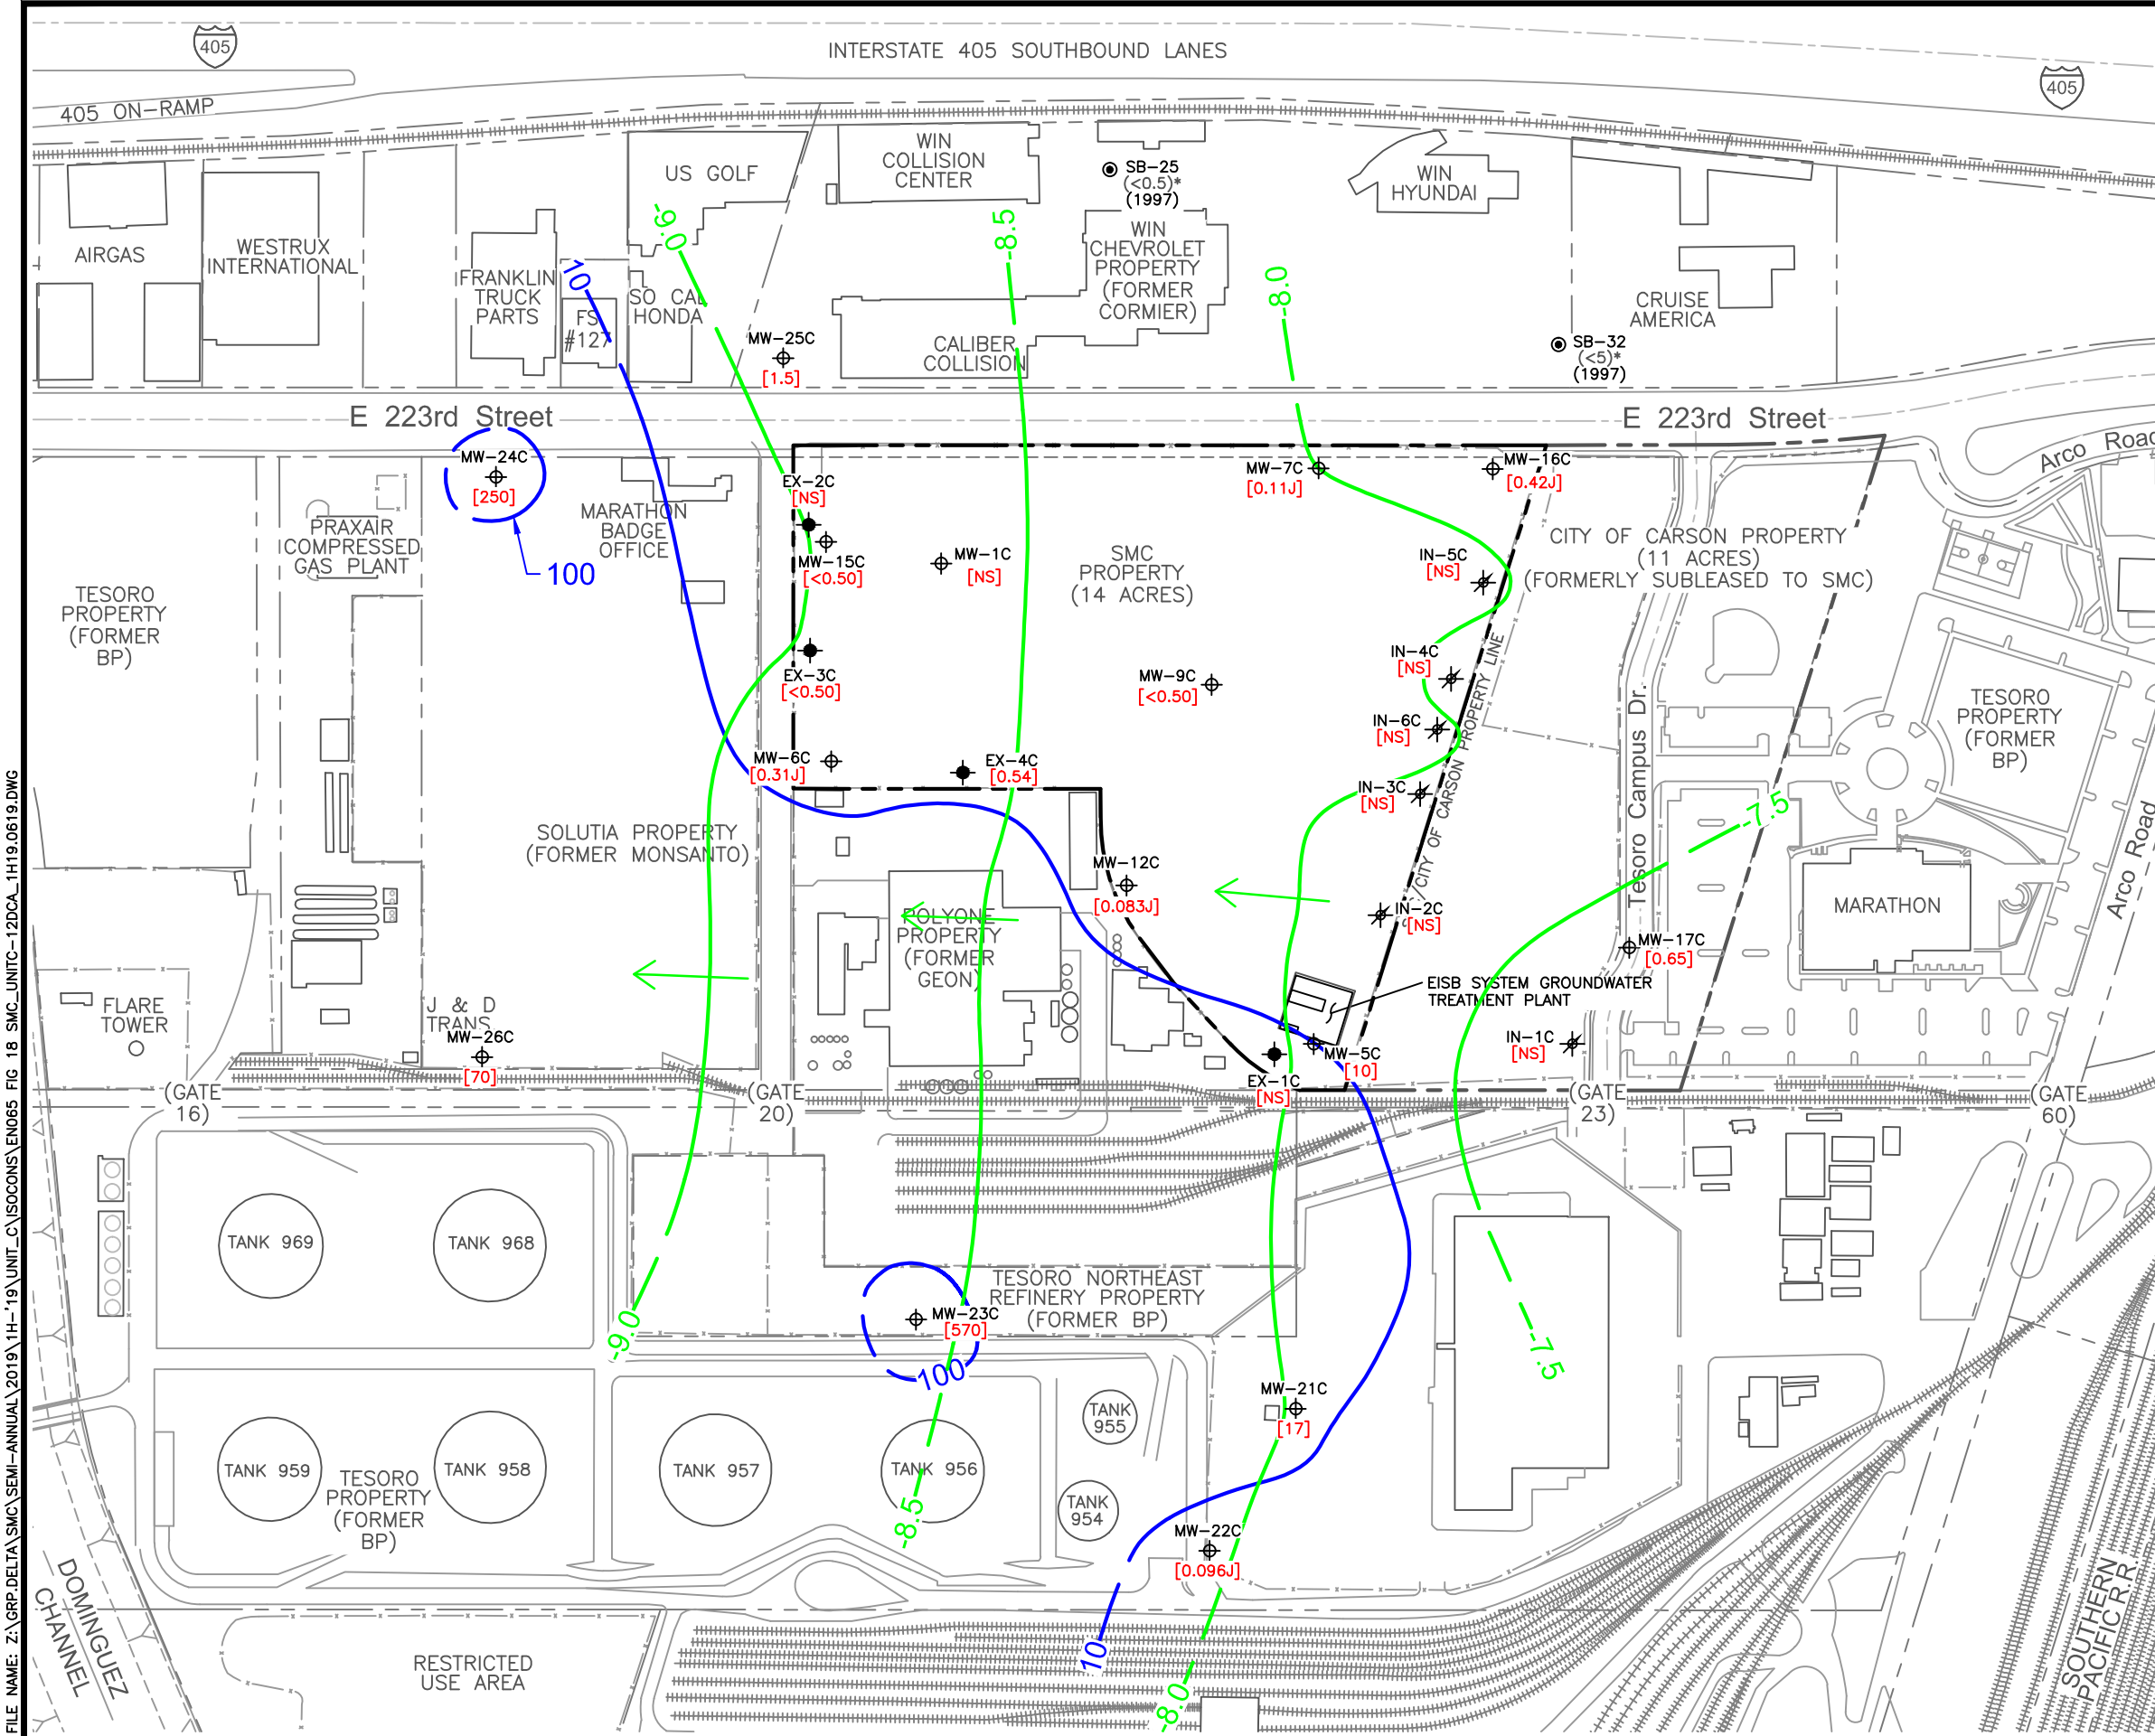 405
INTERSTATE 405 SOUTHBOUND LANES
405
405 ON-RAMP
AIRGAS
WESTRUX
INTERNATIONAL
FRANKLIN
TRUCK
PARTS
FS
#127
US GOLF
SO CAL
HONDA
WIN
COLLISION
CENTER
SB-25
(<0.5)*
(1997)
WIN
CHEVROLET
PROPERTY
(FORMER
CORMIER)
CALIBER
COLLISION
WIN
HYUNDAI
CRUISE
AMERICA
SB-32
(<5)*
(1997)
-9.0
-8.5
-8.0
10
MW-25C
[1.5]
E 223rd Street
E 223rd Street
Arco Road
MW-24C
[250]
100
PRAXAIR
COMPRESSED
GAS PLANT
MARATHON
BADGE
OFFICE
TESORO
PROPERTY
(FORMER
BP)
EX-2C
[NS]
MW-15C
[<0.50]
MW-1C
[NS]
SMC
PROPERTY
(14 ACRES)
MW-7C
[0.11J]
MW-16C
[0.42J]
IN-5C
[NS]
CITY OF CARSON PROPERTY
(11 ACRES)
(FORMERLY SUBLEASED TO SMC)
EX-3C
[<0.50]
MW-9C
[<0.50]
IN-4C
[NS]
IN-6C
[NS]
IN-3C
[NS]
/CITY OF CARSON PROPERTY LINE
Tesoro Campus Dr.
TESORO
PROPERTY
(FORMER
BP)
MW-6C
[0.31J]
EX-4C
[0.54]
-7.5
SOLUTIA PROPERTY
(FORMER MONSANTO)
MW-12C
[0.083J]
IN-2C
[NS]
MARATHON
Arco Road
POLYONE
PROPERTY
(FORMER
GEON)
MW-17C
[0.65]
EISB SYSTEM GROUNDWATER
TREATMENT PLANT
FLARE
TOWER
J & D
TRANS
MW-26C
[70]
MW-5C
[10]
EX-1C
[NS]
IN-1C
[NS]
(GATE
16)
(GATE
20)
(GATE
23)
(GATE
60)
TANK 969
TANK 968
TESORO NORTHEAST
REFINERY PROPERTY
(FORMER BP)
MW-23C
[570]
100
-9.0
-7.5
MW-21C
[17]
TANK 959
TANK 958
TANK 957
TANK 956
TANK
955
TANK
954
TESORO
PROPERTY
(FORMER
BP)
-8.5
MW-22C
[0.096J]
10
-8.0
DOMINGUEZ
CHANNEL
RESTRICTED
USE AREA
SOUTHERN
PACIFIC R.R.
FILE NAME: Z:\GRP.DELTA\SMC\SEMI-ANNUAL\2019\1H-'19\UNIT_C\ISOCONS\EN065 FIG 18 SMC_UNITC-12DCA_1H19.0619.DWG